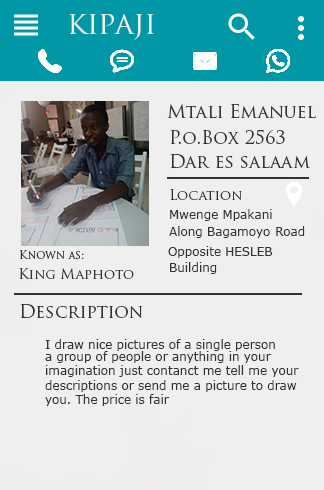 KIPAJI
MTALI EMANUEL
P.O.BOX 2563
DAR ES SALAAM
LOCATION
Mwenge Mpakani
Along Bagamoyo Road
Opposite HESLEB
Building
KNOWN AS:
KING MAPHOTO
DESCRIPTION
I draw nice pictures of a single person
a group of people or anything in your
imagination just contanct me tell me your
descriptions or send me a picture to draw
you. The price is fair